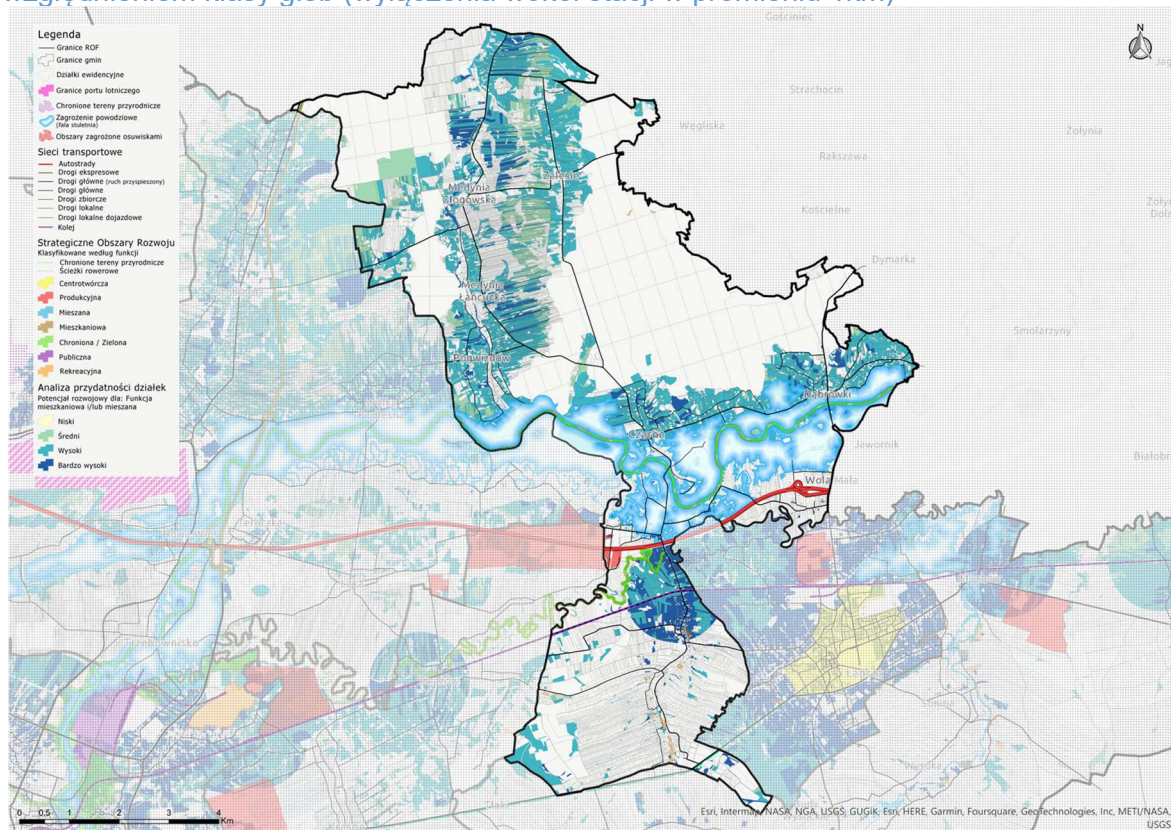 Legenda
Granice ROF
Granice gmin
Działki ewidencyjne
Granice portu lotniczego
Chronione tereny przyrodnicze
Zagrożenie powodziowe
(fala stuletnia)
Obszary zagrożone osuwiskami
Sieci transportowe
Autostrady
Drogi ekspresowe
Drogi główne (ruch przyspieszony)
Drogi główne
Drogi zbiorcze
Drogi lokalne
Drogi lokalne dojazdowe
Kolej
Strategiczne Obszary Rozwoju
Klasyfikowane według funkcji
Chronione tereny przyrodnicze
Ścieżki rowerowe
Centrotwórcza
Produkcyjna
Mieszana
Mieszkaniowa
Chroniona / Zielona
Publiczna
Rekreacyjna
Analiza przydatności działek
Potencjał rozwojowy dla: Funkcja
mieszkaniowa i/lub mieszana
Niski
Średni
Wysoki
Bardzo wysoki
N
Gościniec
Strachocin
Węgliska
Żołynia
Rakszawa
Kościelne
Dymarka
Smolarzyny
Medynia
Głogowska
Zalesie
Medynia
Łańcucka
Pogwizdów
Dąbrówki
Czarna
Jawornik
Wola Mała
0 0.5 1 2 3 4
Km
Esri, Intermap, NASA, NGA, USGS, GUGiK, Esri, HERE, Garmin, Foursquare, GeoTechnologies, Inc, METI/NASA,
USGS